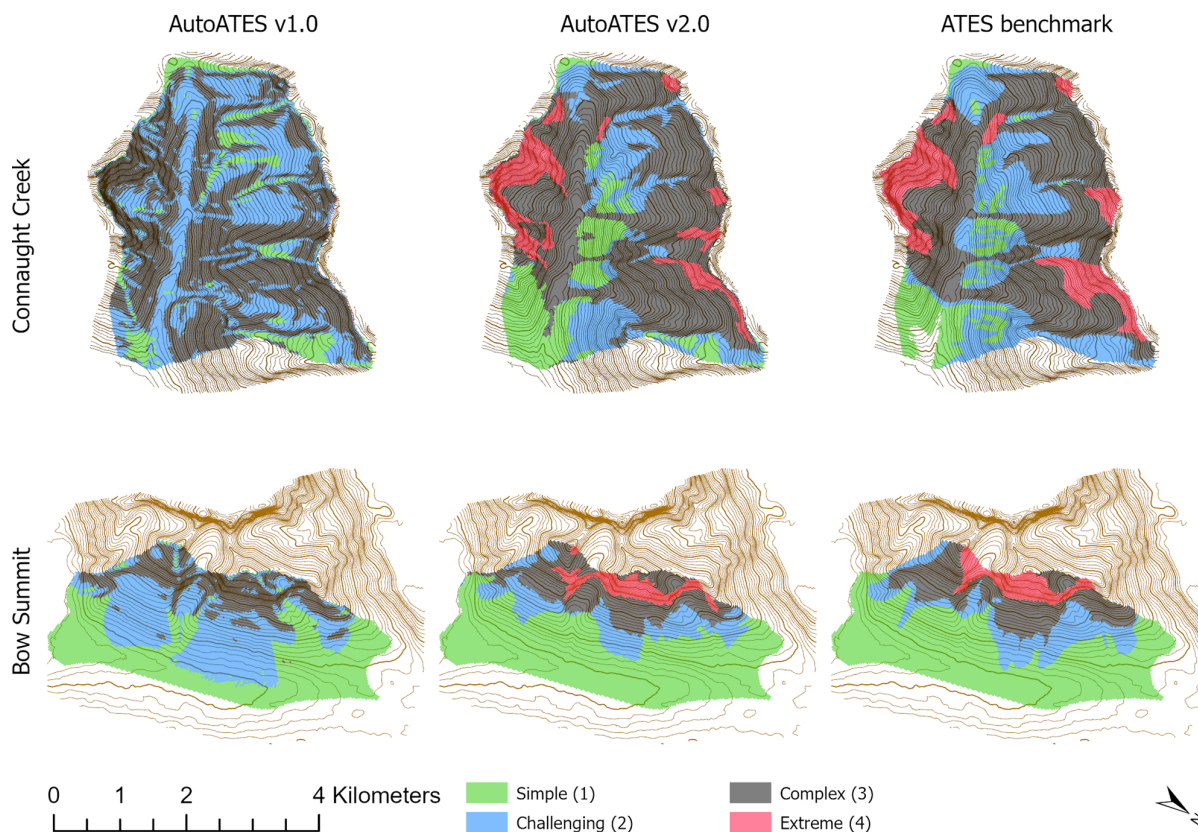 AutoATES v1.0
AutoATES v2.0
ATES benchmark
Connaught Creek
Bow Summit
0 1 2 4 Kilometers
Simple (1)
Challenging (2)
Complex (3)
Extreme (4)